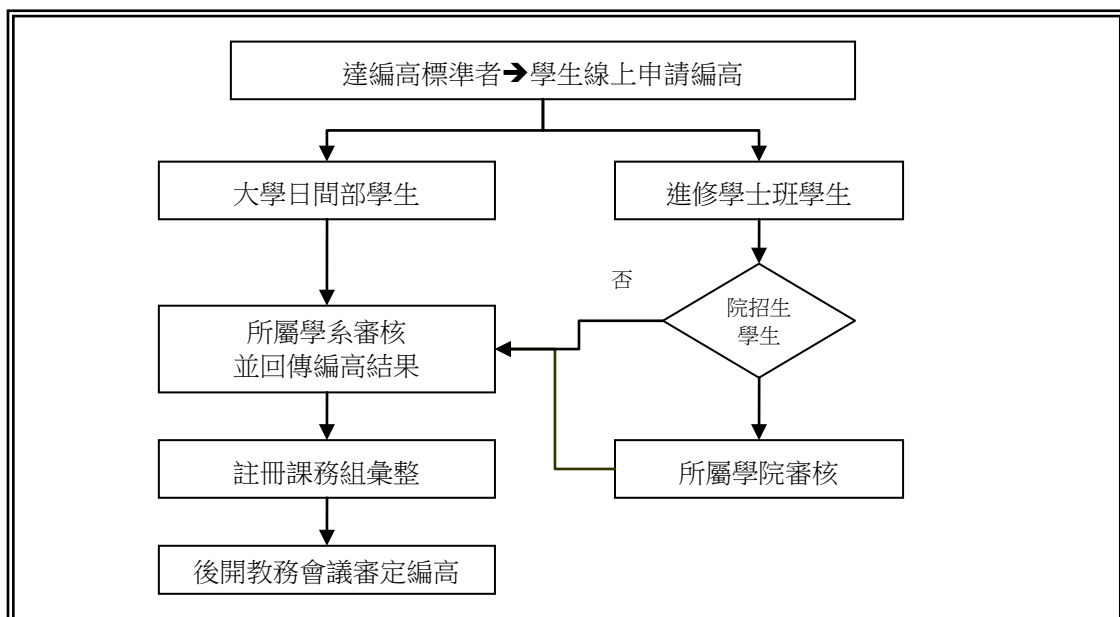 達編高標準者➔學生線上申請編高
大學日間部學生
進修學士班學生
否
院招生
學生
所屬學系審核
並回傳編高結果
註冊課務組彙整
所屬學院審核
後開教務會議審定編高